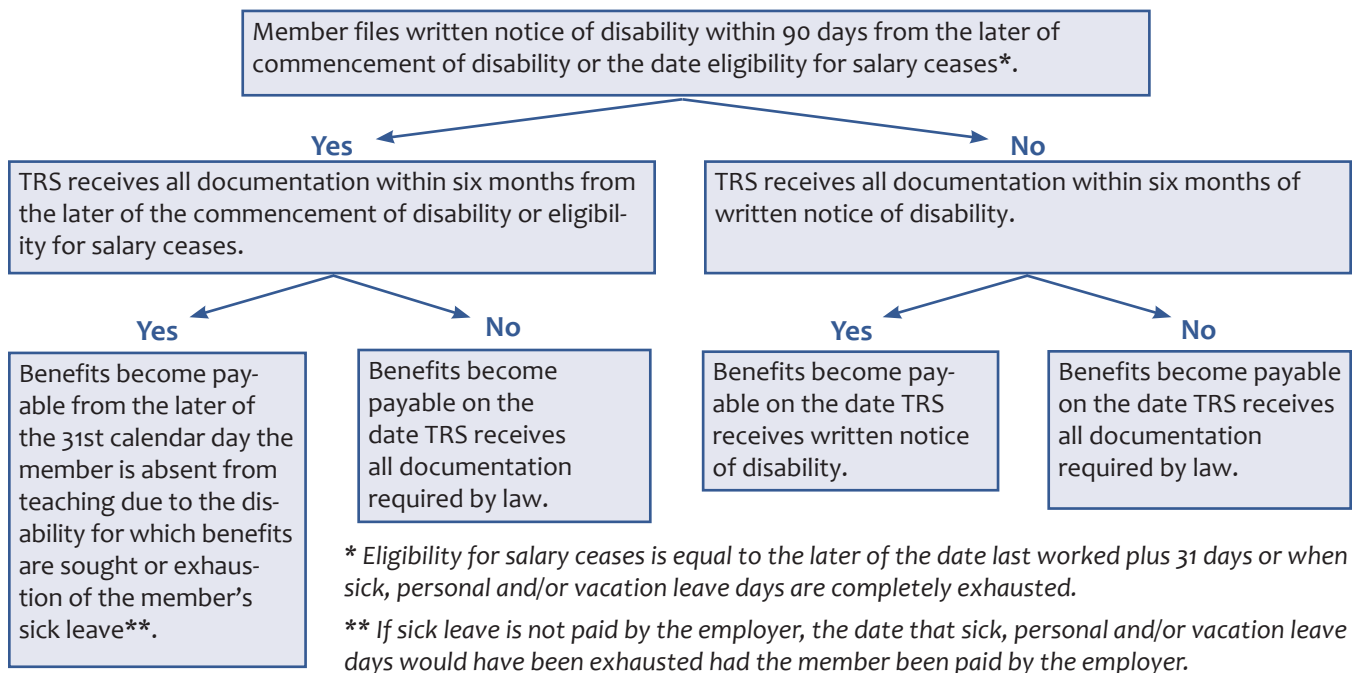 Member files written notice of disability within 90 days from the later of
commencement of disability or the date eligibility for salary ceases*.
Yes
No
TRS receives all documentation within six months from
the later of the commencement of disability or eligibil-
ity for salary ceases.
TRS receives all documentation within six months of
written notice of disability.
Yes
No
Yes
No
Benefits become pay-
able from the later of
the 31st calendar day the
member is absent from
teaching due to the dis-
ability for which benefits
are sought or exhaus-
tion of the member's
sick leave**.
Benefits become
payable on the
date TRS receives
all documentation
required by law.
Benefits become pay-
able on the date TRS
receives written notice
of disability.
Benefits become payable
on the date TRS receives
all documentation
required by law.
* Eligibility for salary ceases is equal to the later of the date last worked plus 31 days or when
sick, personal and/or vacation leave days are completely exhausted.
** If sick leave is not paid by the employer, the date that sick, personal and/or vacation leave
days would have been exhausted had the member been paid by the employer.